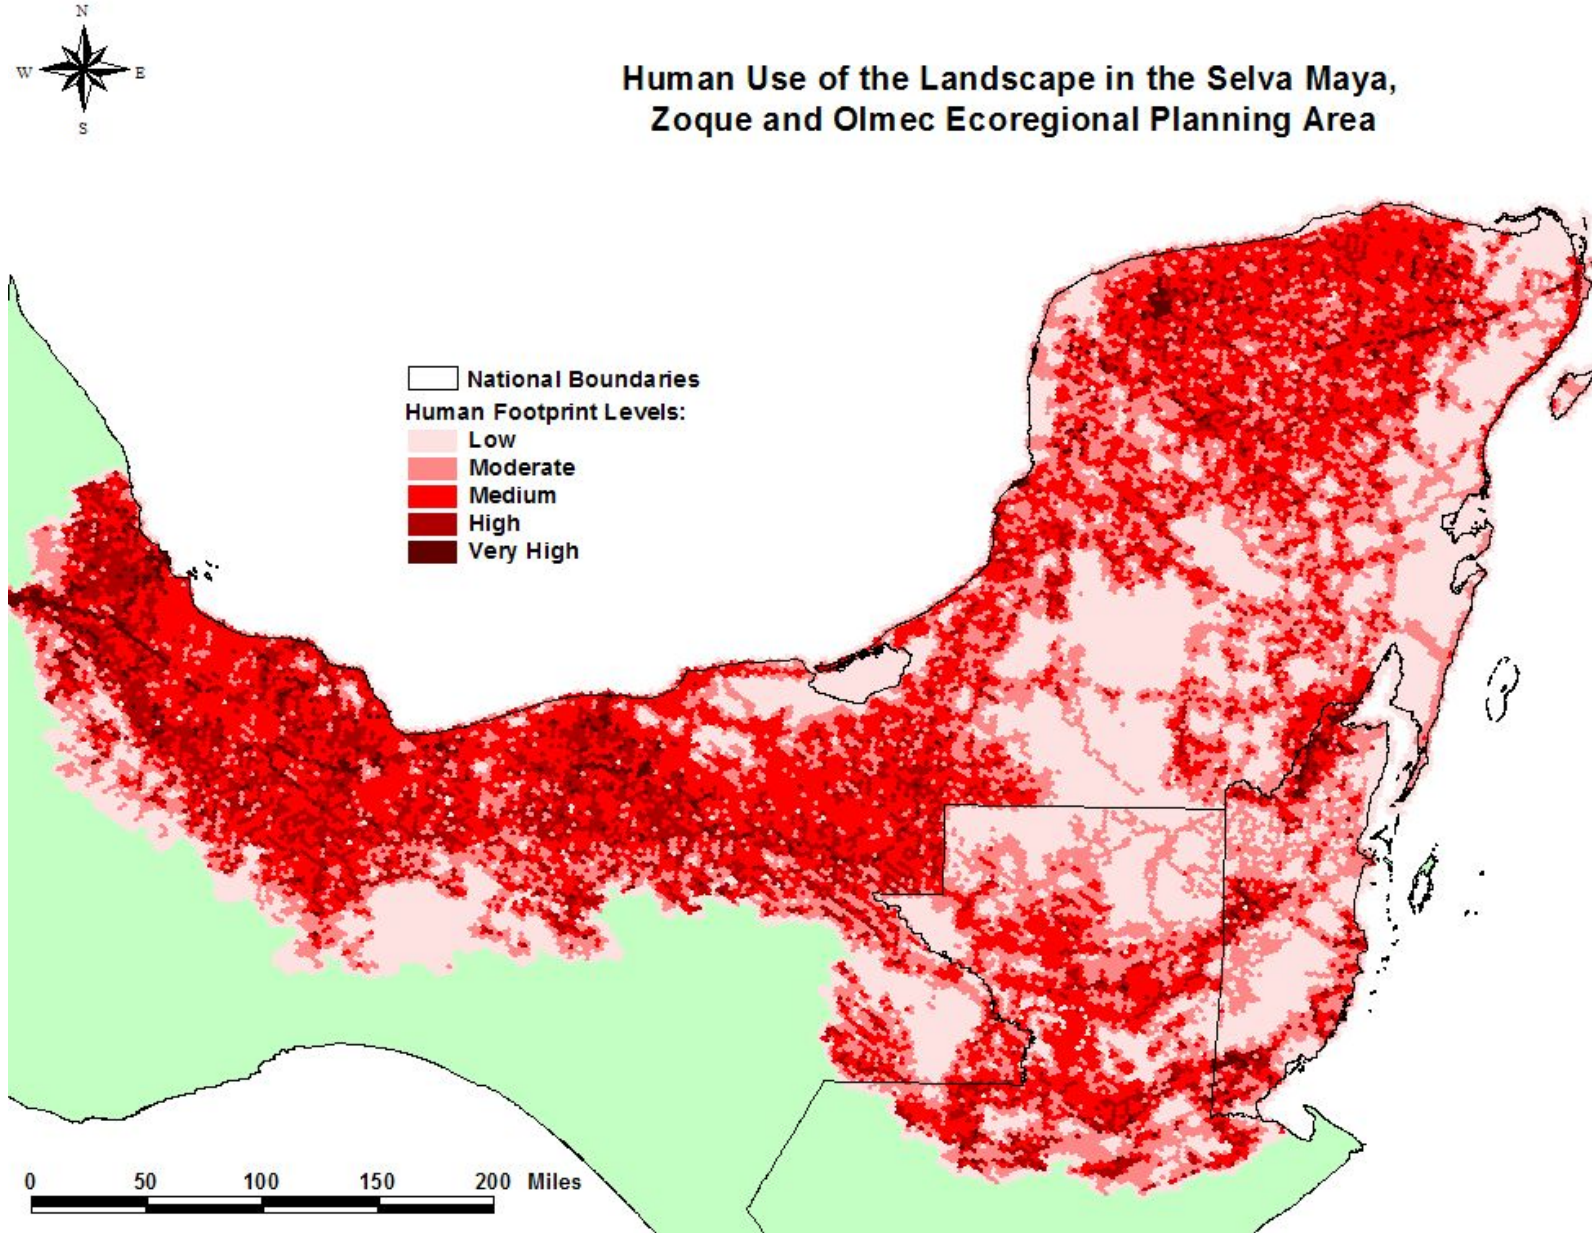 N
W E
S
Human Use of the Landscape in the Selva Maya,
Zoque and Olmec Ecoregional Planning Area
National Boundaries
Human Footprint Levels:
Low
Moderate
Medium
High
Very High
0 50 100 150 200 Miles